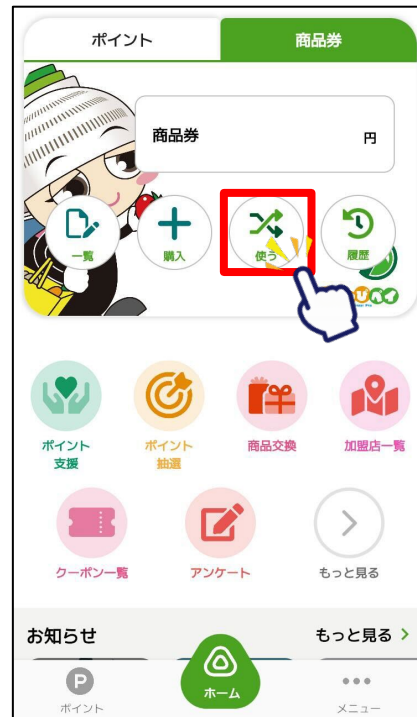 ポイント
商品券
商品券
円
一覧
購入
使う
履歴
ポイント
支援
ポイント
抽選
商品交換
加盟店一覧
クーポン一覧
アンケート
もっと見る
お知らせ
もっと見る
P
ポイント
ホーム
メニュー